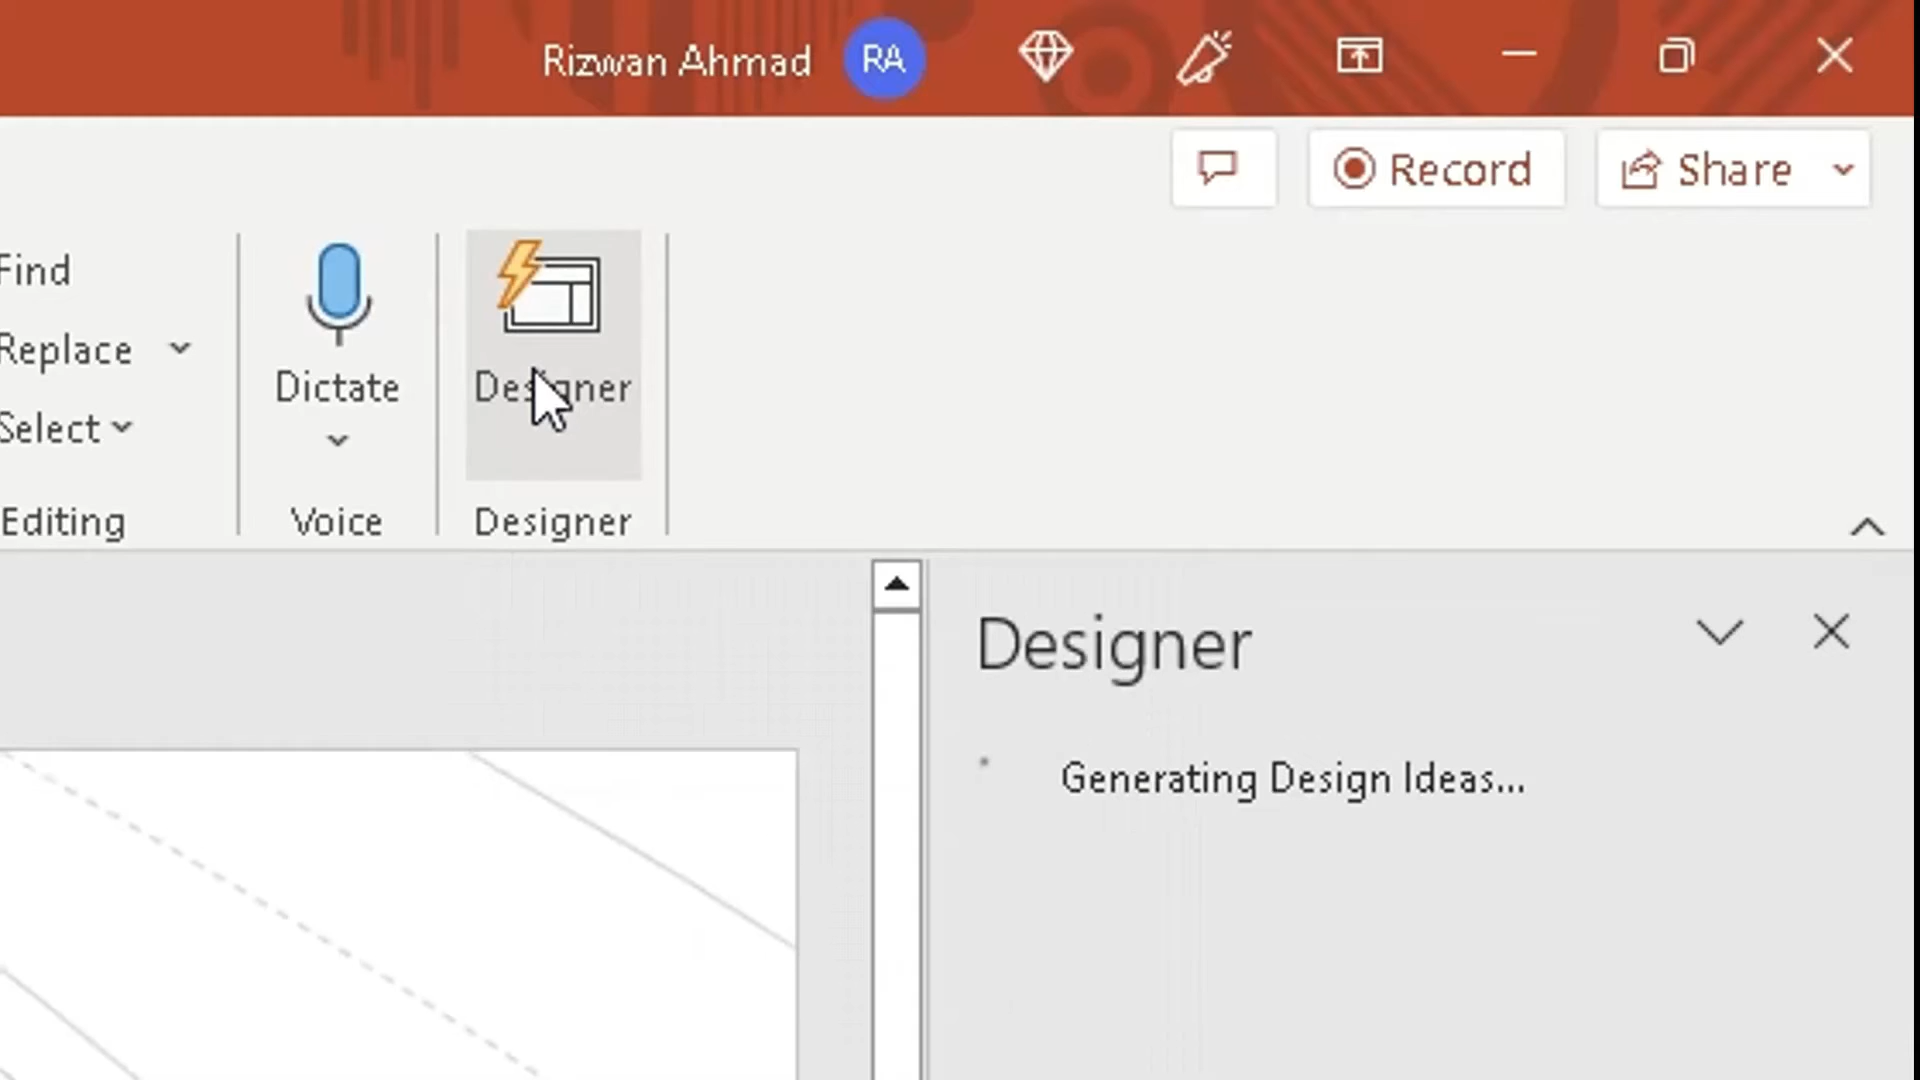 Rizwan Ahmad RA
Record Share
Find
Replace
Select
Dictate
Designer
Editing
Voice
Designer
Designer
Generating Design Ideas...